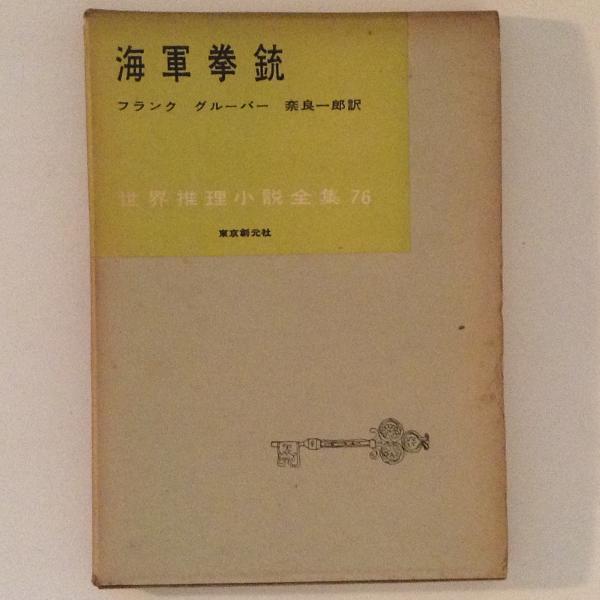 海軍拳銃
フランク グルーバー 奈良一郎訳
世界推理小説全集 76
東京創元社